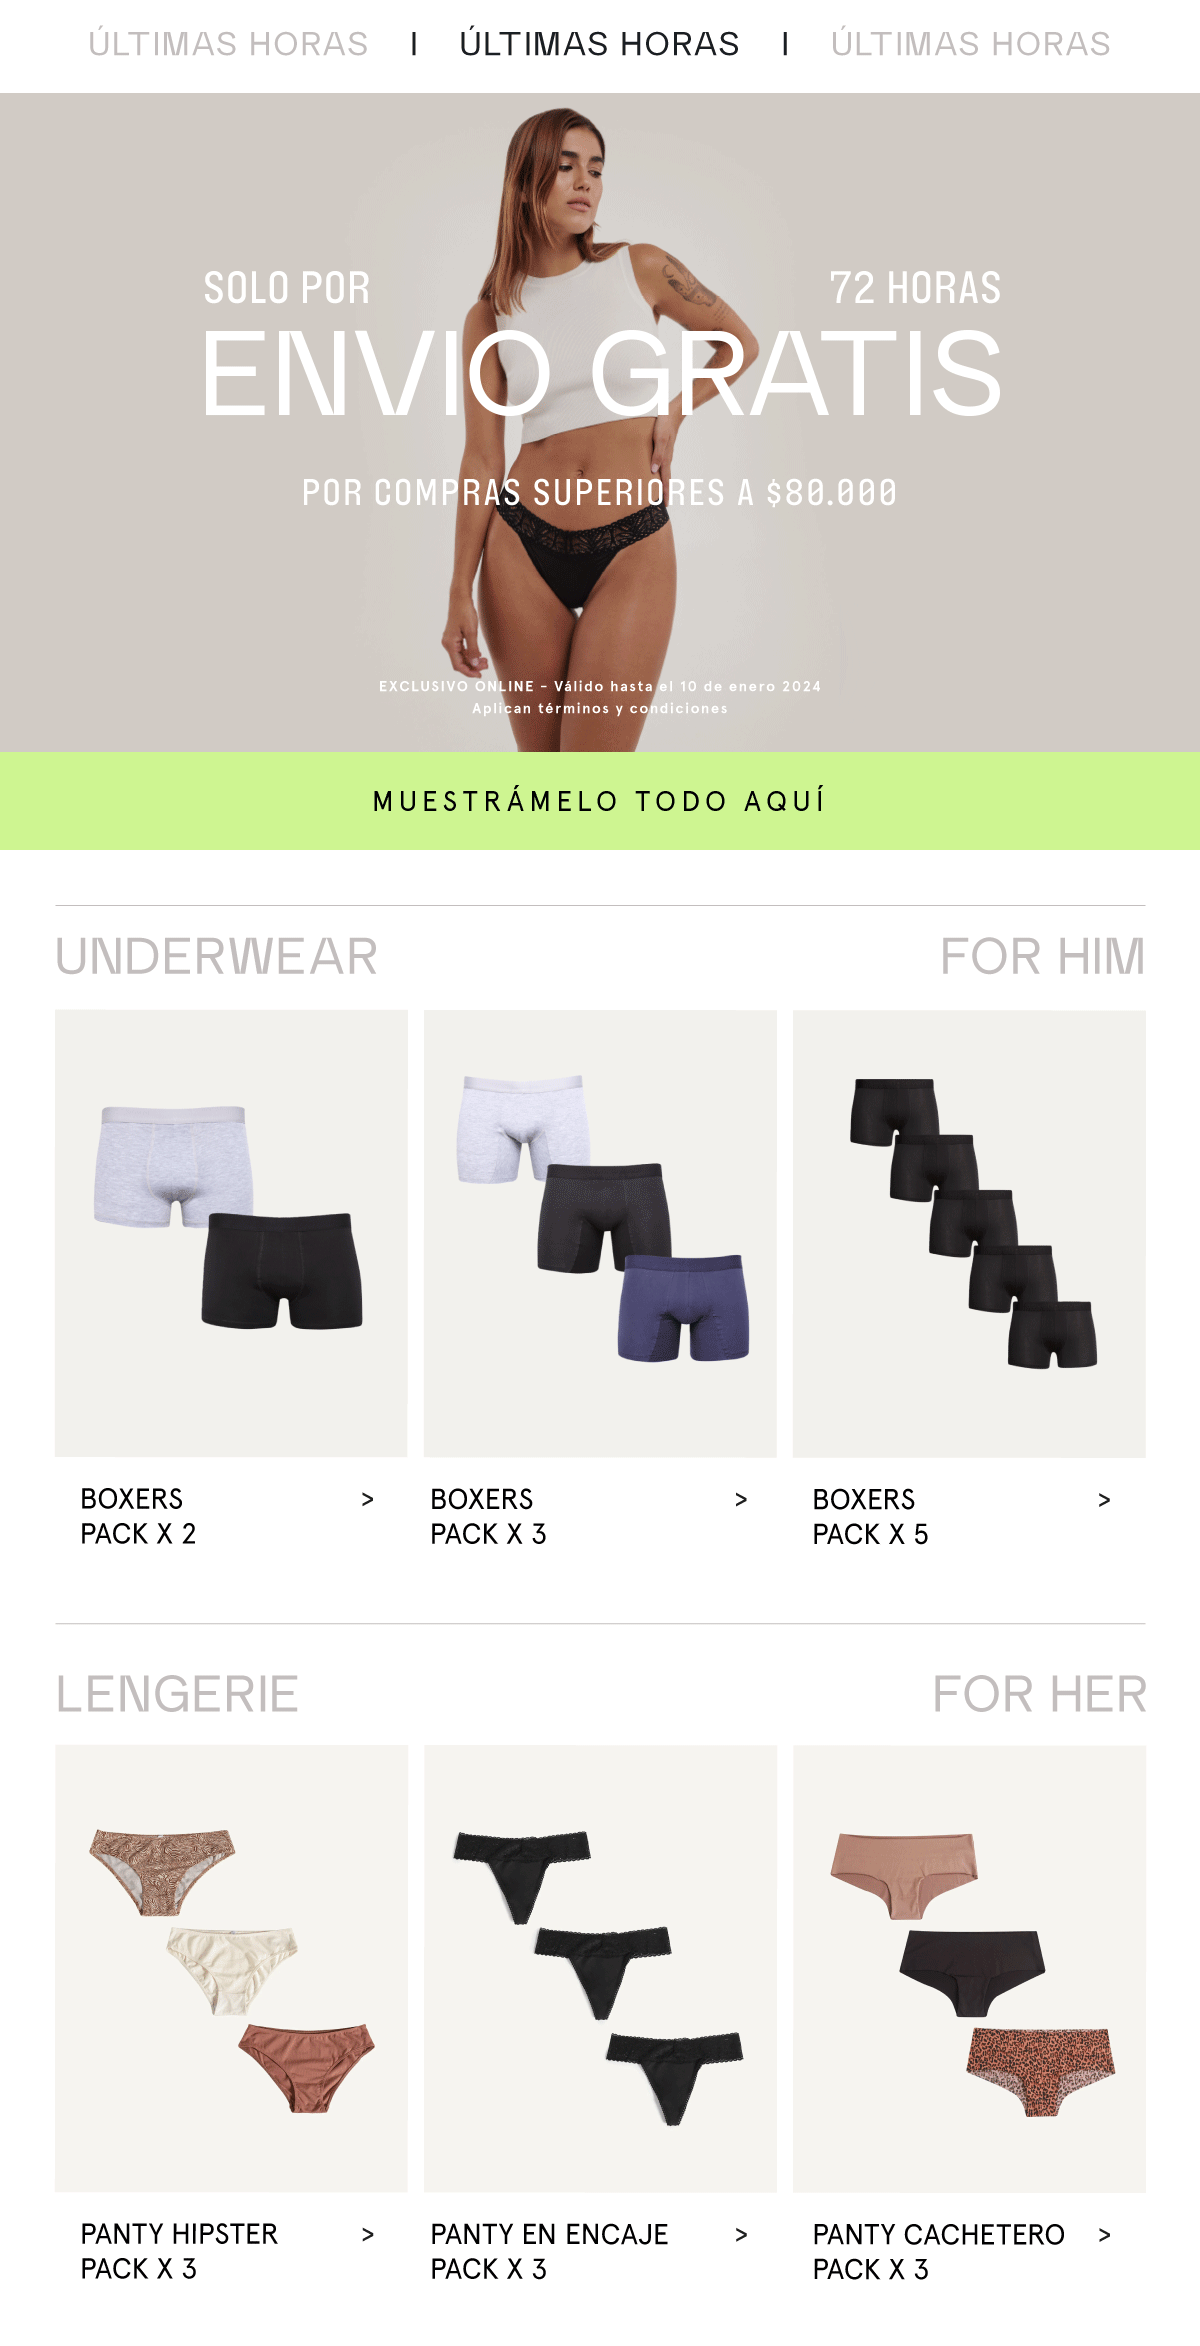 ÚLTIMAS HORAS | ÚLTIMAS HORAS | ÚLTIMAS HORAS
SOLO POR 72 HORAS
ENVIO GRATIS
POR COMPRAS SUPERIORES A $80.000
EXCLUSIVO ONLINE - Válido hasta el 10 de enero 2024
Aplican términos y condiciones
MUESTRÁMELO TODO AQUÍ
UNDERWEAR FOR HIM
BOXERS >
PACK X 2
BOXERS >
PACK X 3
BOXERS >
PACK X 5
LENGERIE FOR HER
PANTY HIPSTER >
PACK X 3
PANTY EN ENCAJE >
PACK X 3
PANTY CACHETERO >
PACK X 3